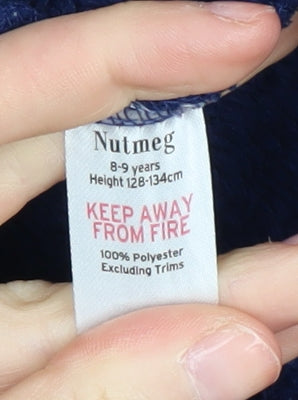 Nutmeg
8-9 years
Height 128-134cm
KEEP AWAY
FROM FIRE
100% Polyester
Excluding Trims